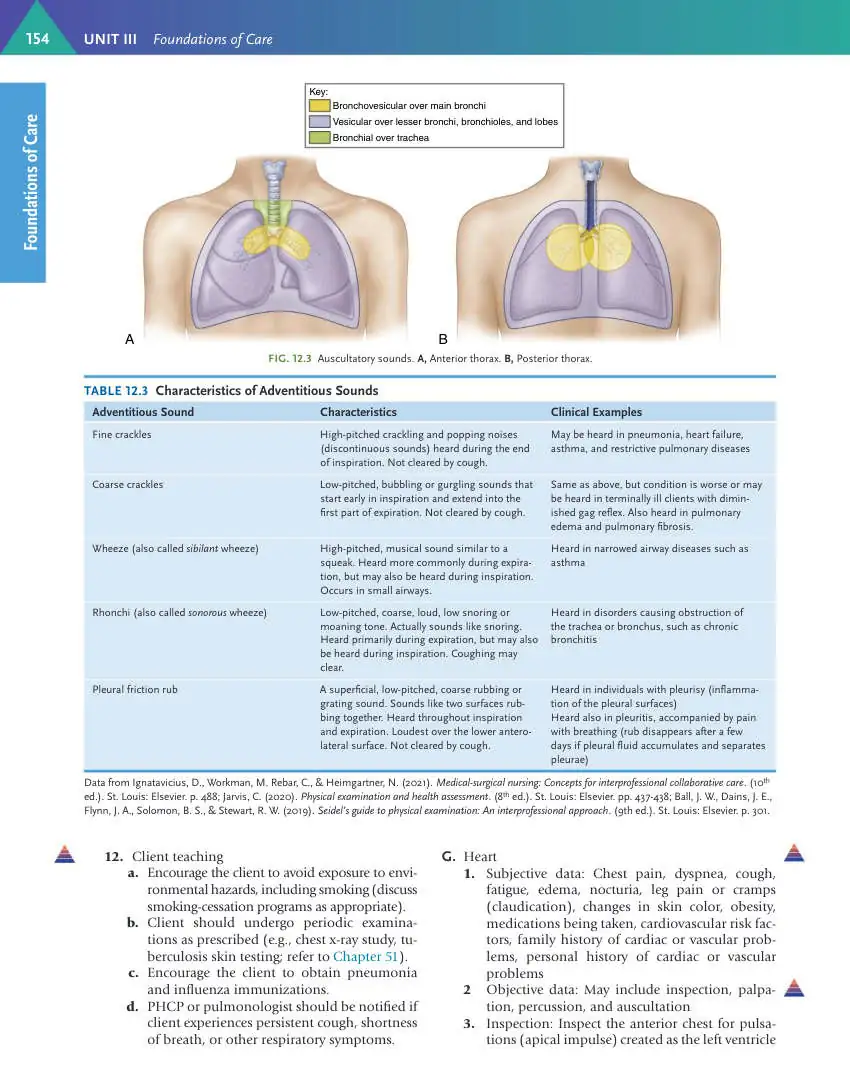 154
UNIT III Foundations of Care
Foundations of Care
Key:
Bronchovesicular over main bronchi
Vesicular over lesser bronchi, bronchioles, and lobes
Bronchial over trachea
A
B
FIG. 12.3 Auscultatory sounds. A, Anterior thorax. B, Posterior thorax.
TABLE 12.3 Characteristics of Adventitious Sounds
Adventitious Sound
Characteristics
Clinical Examples
Fine crackles
High-pitched crackling and popping noises
(discontinuous sounds) heard during the end
of inspiration. Not cleared by cough.
May be heard in pneumonia, heart failure,
asthma, and restrictive pulmonary diseases
Coarse crackles
Low-pitched, bubbling or gurgling sounds that
start early in inspiration and extend into the
first part of expiration. Not cleared by cough.
Same as above, but condition is worse or may
be heard in terminally ill clients with dimin-
ished gag reflex. Also heard in pulmonary
edema and pulmonary fibrosis.
Wheeze (also called sibilant wheeze)
High-pitched, musical sound similar to a
squeak. Heard more commonly during expira-
tion, but may also be heard during inspiration.
Occurs in small airways.
Heard in narrowed airway diseases such as
asthma
Rhonchi (also called sonorous wheeze)
Low-pitched, coarse, loud, low snoring or
moaning tone. Actually sounds like snoring.
Heard primarily during expiration, but may also
be heard during inspiration. Coughing may
clear.
Heard in disorders causing obstruction of
the trachea or bronchus, such as chronic
bronchitis
Pleural friction rub
A superficial, low-pitched, coarse rubbing or
grating sound. Sounds like two surfaces rub-
bing together. Heard throughout inspiration
and expiration. Loudest over the lower antero-
lateral surface. Not cleared by cough.
Heard in individuals with pleurisy (inflamma-
tion of the pleural surfaces)
Heard also in pleuritis, accompanied by pain
with breathing (rub disappears after a few
days if pleural fluid accumulates and separates
pleurae)
Data from Ignatavicius, D., Workman, M. Rebar, C., & Heimgartner, N. (2021). Medical-surgical nursing: Concepts for interprofessional collaborative care. (10th
ed.). St. Louis: Elsevier. p. 488; Jarvis, C. (2020). Physical examination and health assessment. (8th ed.). St. Louis: Elsevier. pp. 437-438; Ball, J. W., Dains, J. E.,
Flynn, J. A., Solomon, B. S., & Stewart, R. W. (2019). Seidel's guide to physical examination: An interprofessional approach. (9th ed.). St. Louis: Elsevier. p. 301.
12. Client teaching
a. Encourage the client to avoid exposure to envi-
ronmental hazards, including smoking (discuss
smoking-cessation programs as appropriate).
b. Client should undergo periodic examina-
tions as prescribed (e.g., chest x-ray study, tu-
berculosis skin testing; refer to Chapter 51).
c. Encourage the client to obtain pneumonia
and influenza immunizations.
d. PHCP or pulmonologist should be notified if
client experiences persistent cough, shortness
of breath, or other respiratory symptoms.
G. Heart
1. Subjective data: Chest pain, dyspnea, cough,
fatigue, edema, nocturia, leg pain or cramps
(claudication), changes in skin color, obesity,
medications being taken, cardiovascular risk fac-
tors, family history of cardiac or vascular prob-
lems, personal history of cardiac or vascular
problems
2 Objective data: May include inspection, palpa-
tion, percussion, and auscultation
3. Inspection: Inspect the anterior chest for pulsa-
tions (apical impulse) created as the left ventricle